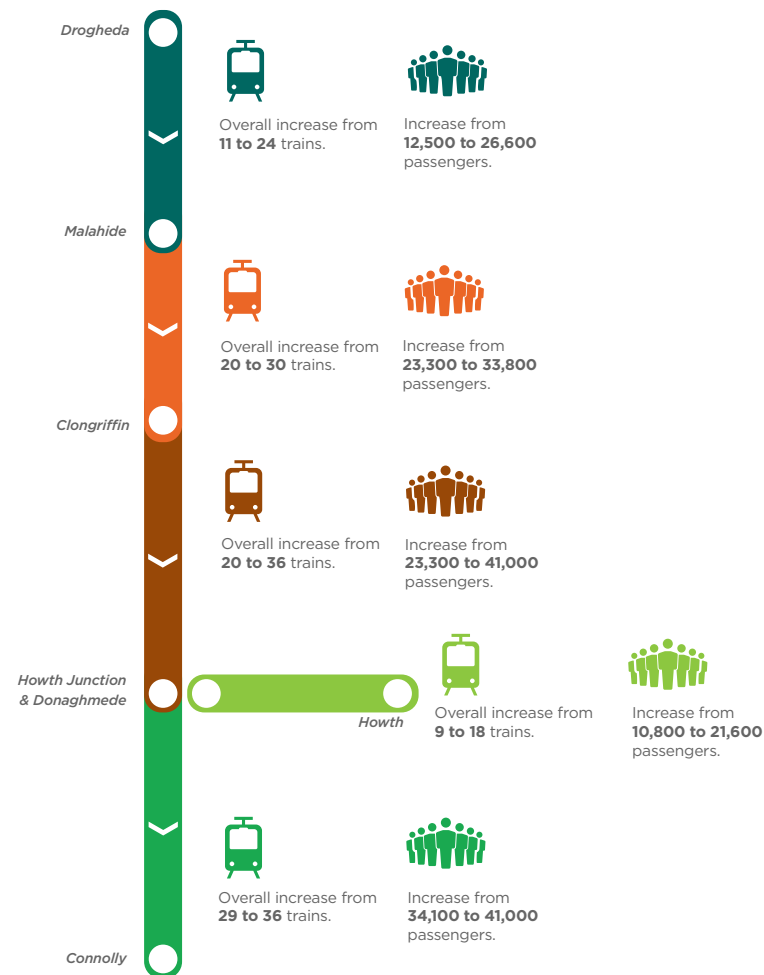 Drogheda
Overall increase from
11 to 24 trains.
Increase from
12,500 to 26,600
passengers.
Malahide
Overall increase from
20 to 30 trains.
Increase from
23,300 to 33,800
passengers.
Clongriffin
Overall increase from
20 to 36 trains.
Increase from
23,300 to 41,000
passengers.
Howth Junction
& Donaghmede
Howth
Overall increase from
9 to 18 trains.
Increase from
10,800 to 21,600
passengers.
Overall increase from
29 to 36 trains.
Increase from
34,100 to 41,000
passengers.
Connolly